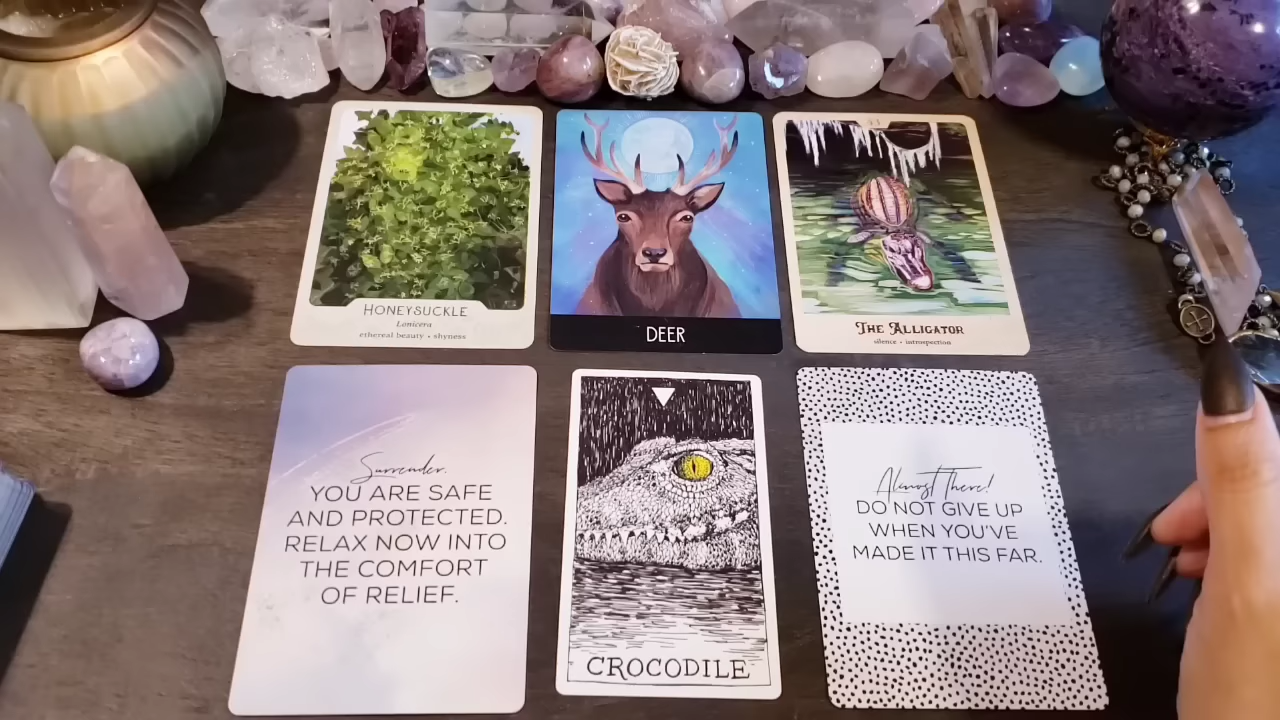 HONEYSUCKLE
Lonicera
ethereal beauty • shyness
DEER
THE ALLIGATOR
silence • introspection
Surrender.
YOU ARE SAFE
AND PROTECTED.
RELAX NOW INTO
THE COMFORT
OF RELIEF.
CROCODILE
Almost There!
DO NOT GIVE UP
WHEN YOU'VE
MADE IT THIS FAR.